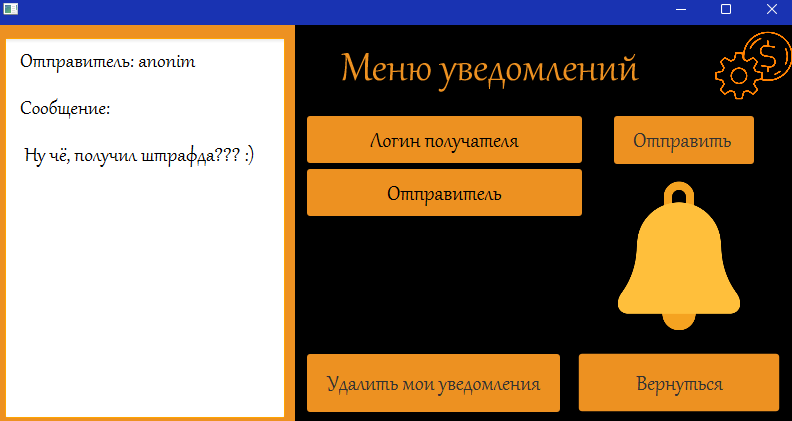 Отправитель: anonim
Сообщение:
Ну чё, получил штрафда??? :)
Меню уведомлений
$
Логин получателя
Отправить
Отправитель
Удалить мои уведомления
Вернуться